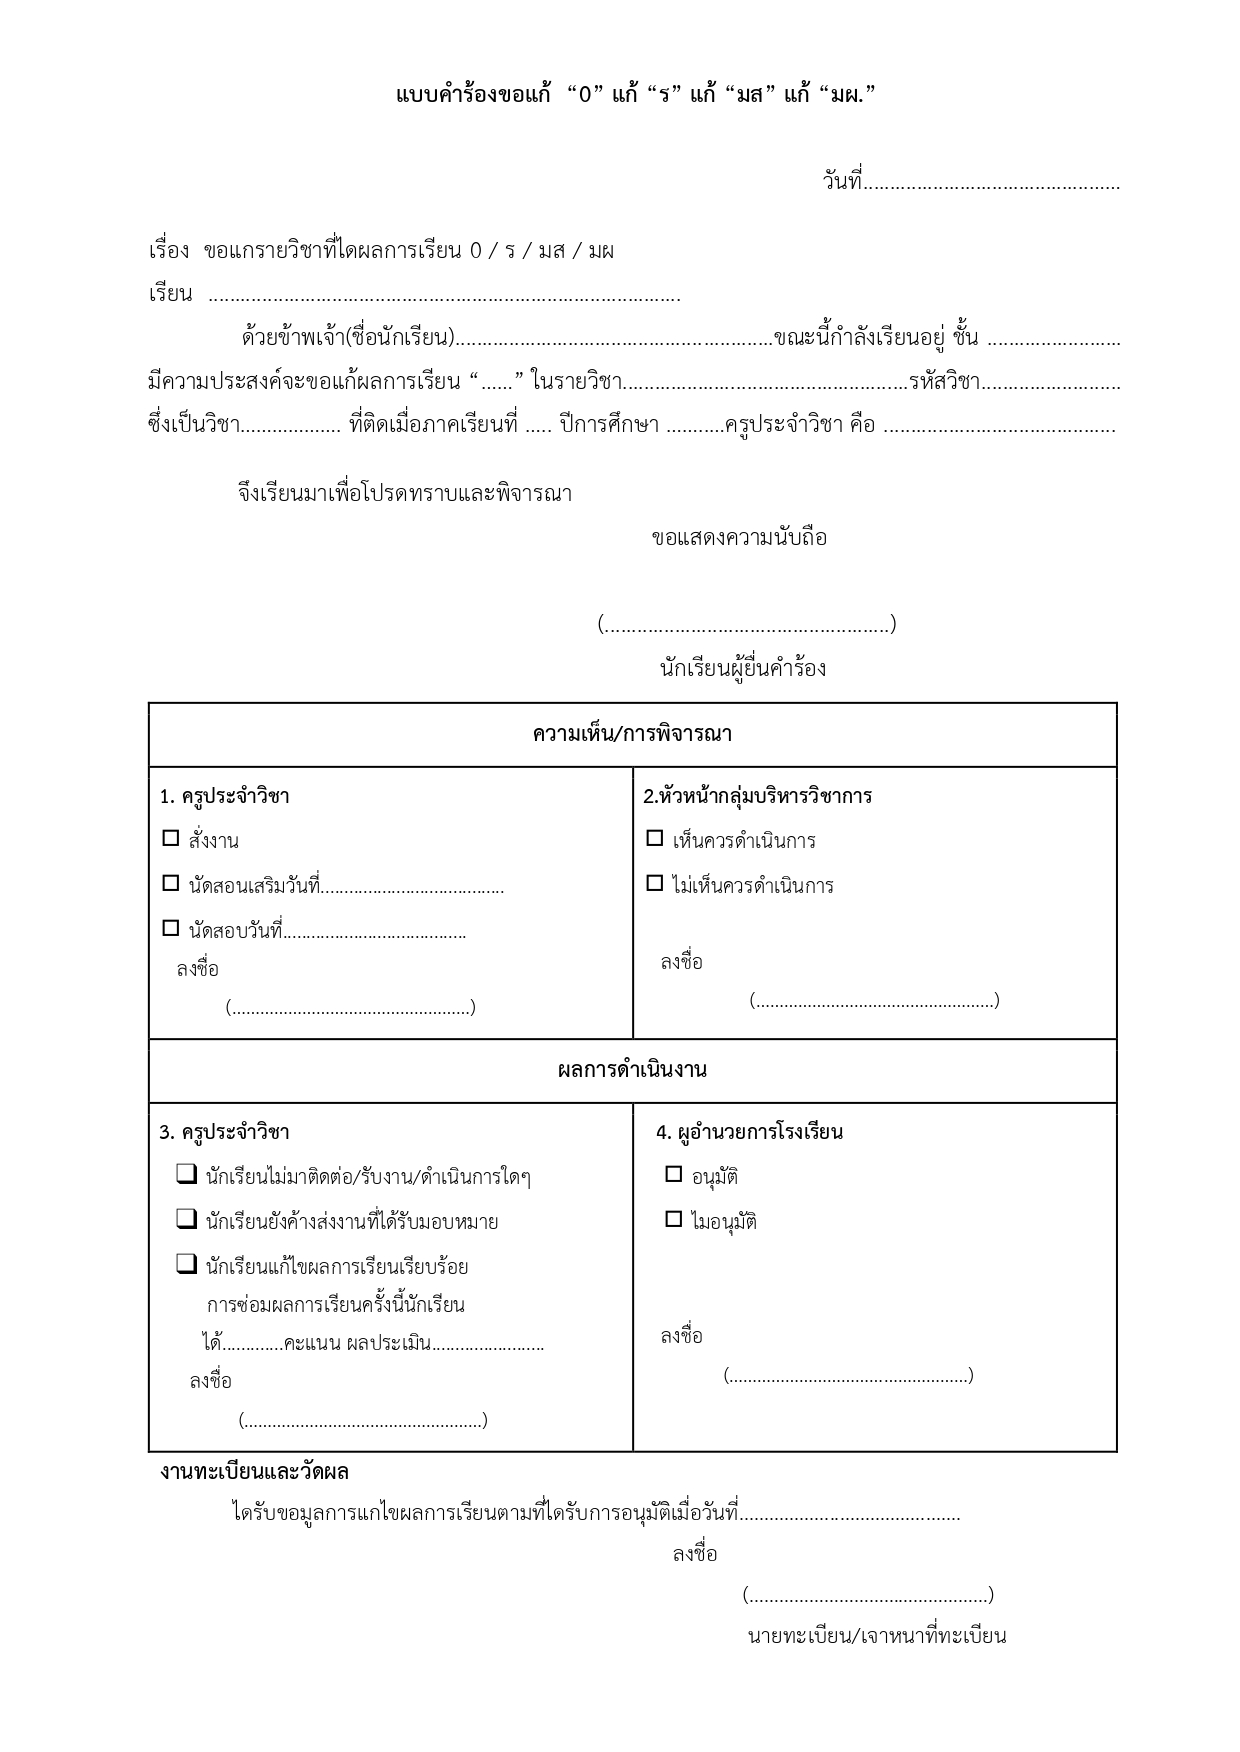 แบบคำร้องขอแก้  “0” แก้ “ร” แก้ “มส” แก้ “มผ.”
วันที่................................................
เรื่อง  ขอแกรายวิชาที่ไดผลการเรียน 0 / ร / มส / มผ
เรียน  ........................................................................................
ด้วยข้าพเจ้า(ชื่อนักเรียน)...........................................................ขณะนี้กำลังเรียนอยู่ ชั้น .........................
มีความประสงค์จะขอแก้ผลการเรียน “......” ในรายวิชา.....................................................รหัสวิชา..........................
ซึ่งเป็นวิชา................... ที่ติดเมื่อภาคเรียนที่ ..... ปีการศึกษา ...........ครูประจำวิชา คือ ...........................................
จึงเรียนมาเพื่อโปรดทราบและพิจารณา
ขอแสดงความนับถือ
(.....................................................)
นักเรียนผู้ยื่นคำร้อง
ความเห็น/การพิจารณา
1. ครูประจำวิชา
☐ สั่งงาน
☐ นัดสอนเสริมวันที่.......................................
☐ นัดสอบวันที่.......................................
ลงชื่อ
(...................................................)
2.หัวหน้ากลุ่มบริหารวิชาการ
☐ เห็นควรดำเนินการ
☐ ไม่เห็นควรดำเนินการ
ลงชื่อ
(...................................................)
ผลการดำเนินงาน
3. ครูประจำวิชา
❑ นักเรียนไม่มาติดต่อ/รับงาน/ดำเนินการใดๆ
❑ นักเรียนยังค้างส่งงานที่ได้รับมอบหมาย
❑ นักเรียนแก้ไขผลการเรียนเรียบร้อย
การซ่อมผลการเรียนครั้งนี้นักเรียน
ได้.............คะแนน ผลประเมิน........................
ลงชื่อ
(...................................................)
4. ผูอำนวยการโรงเรียน
☐ อนุมัติ
☐ ไมอนุมัติ
ลงชื่อ
(...................................................)
งานทะเบียนและวัดผล
ไดรับขอมูลการแกไขผลการเรียนตามที่ไดรับการอนุมัติเมื่อวันที่............................................
ลงชื่อ
(................................................)
นายทะเบียน/เจาหนาที่ทะเบียน